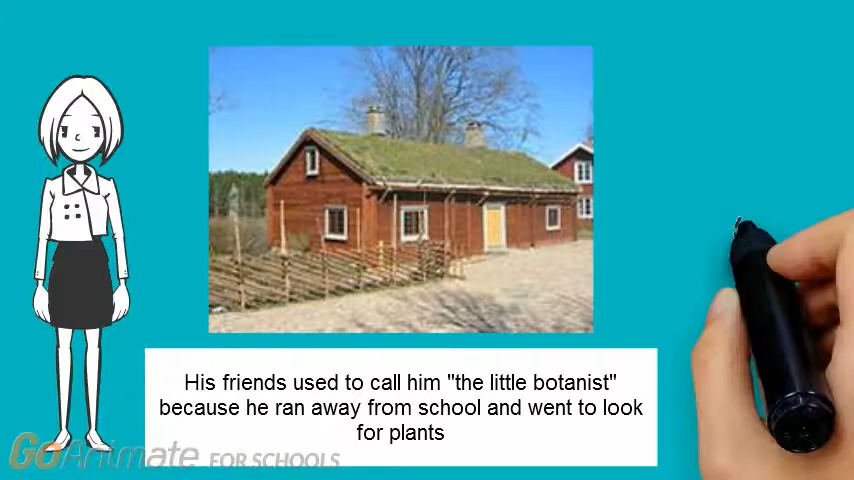 His friends used to call him "the little botanist"
because he ran away from school and went to look
for plants
GoAnimate FOR SCHOOLS